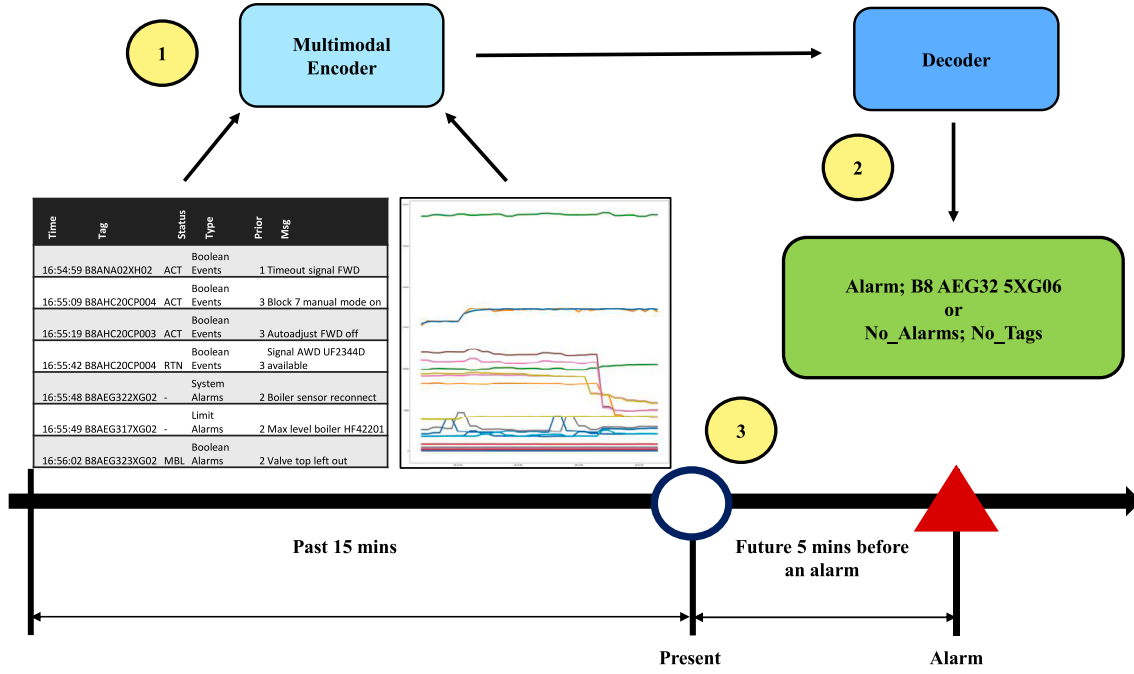 1
Multimodal
Encoder
Decoder
2
Time Tag Status Type Prior Msg
Boolean
16:54:59 B8ANA02XH02 ACT Events 1 Timeout signal FWD
Boolean
16:55:09 B8AHC20CP004 ACT Events 3 Block 7 manual mode on
Boolean
16:55:19 B8AHC20CP003 ACT Events 3 Autoadjust FWD off
Boolean Signal AWD UF2344D
16:55:42 B8AHC20CP004 RTN Events 3 available
System
16:55:48 B8AEG322XG02 - Alarms 2 Boiler sensor reconnect
Limit
16:55:49 B8AEG317XG02 - Alarms 2 Max level boiler HF42201
Boolean
16:56:02 B8AEG323XG02 MBL Alarms 2 Valve top left out
Alarm; B8 AEG32 5XG06
or
No_Alarms; No_Tags
3
Past 15 mins
Future 5 mins before
an alarm
Present
Alarm